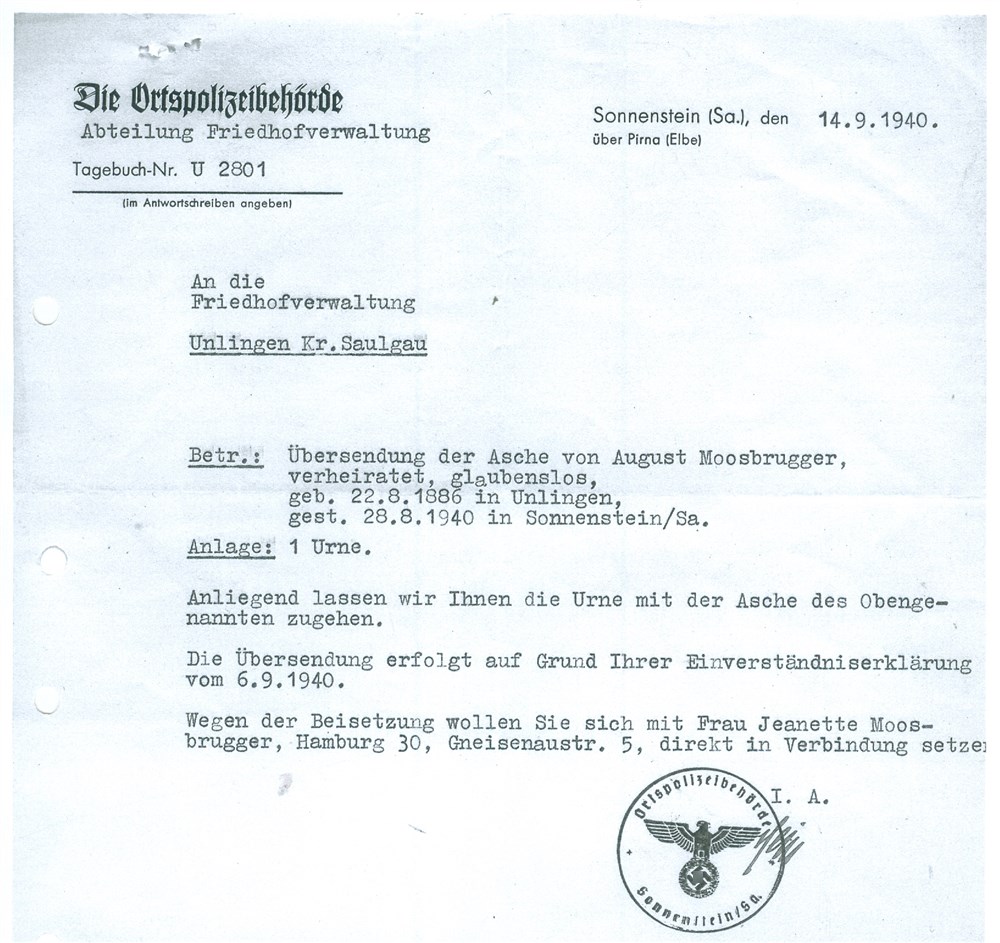 Die Ortspolizeibehörde
Abteilung Friedhofverwaltung
Tagebuch-Nr. U 2801
(im Antwortschreiben angeben)
Sonnenstein (Sa.), den 14.9.1940.
über Pirna (Elbe)
An die
Friedhofverwaltung
Unlingen Kr.Saulgau
Betr.: Übersendung der Asche von August Moosbrugger,
verheiratet, glaubenslos,
geb. 22.8.1886 in Unlingen,
gest. 28.8.1940 in Sonnenstein/Sa.
Anlage: 1 Urne.
Anliegend lassen wir Ihnen die Urne mit der Asche des Obenge-
nannten zugehen.
Die Übersendung erfolgt auf Grund Ihrer Einverständniserklärung
vom 6.9.1940.
Wegen der Beisetzung wollen Sie sich mit Frau Jeanette Moos-
brugger, Hamburg 30, Gneisenaustr. 5, direkt in Verbindung setze
I. A.
Ortspolizeibehörde
Sonnenstein/Sa.